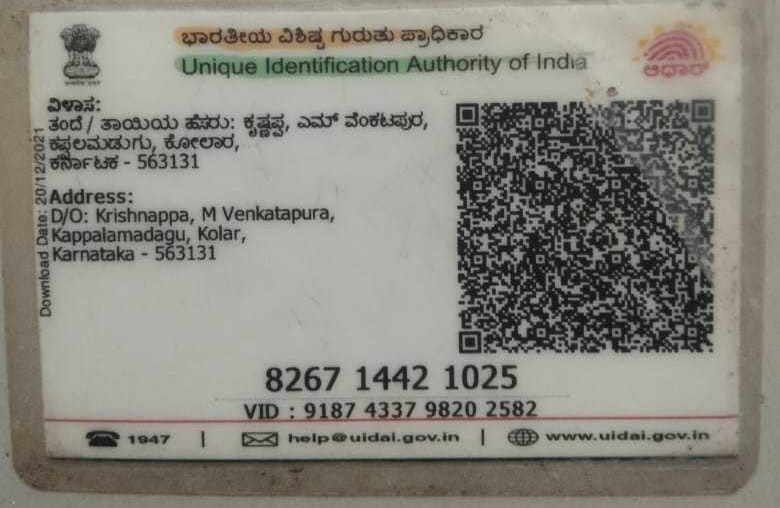 ಭಾರತೀಯ ವಿಶಿಷ್ಟ ಗುರುತು ಪ್ರಾಧಿಕಾರ
Unique Identification Authority of India
ಆಧಾರ್
ವಿಳಾಸ:
ತಂದೆ / ತಾಯಿಯ ಹೆಸರು: ಕೃಷ್ಣಪ್ಪ, ಎಮ್ ವೆಂಕಟಪುರ,
ಕಪ್ಪಲಮಡುಗು, ಕೋಲಾರ,
ಕರ್ನಾಟಕ - 563131
Address:
D/O: Krishnappa, M Venkatapura,
Kappalamadagu, Kolar,
Karnataka - 563131
Download Date: 20/12/2021
8267 1442 1025
VID : 9187 4337 9820 2582
1947 | help@uidai.gov.in | www.uidai.gov.in